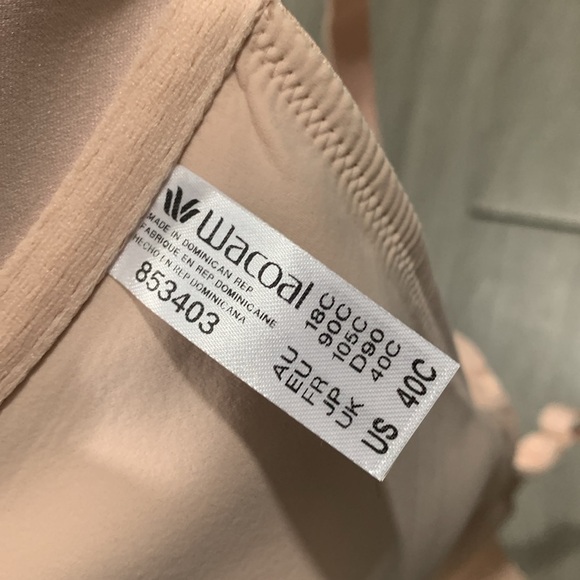 Wacoal
MADE IN DOMINICAN REP
FABRIQUE EN REP DOMINICAINE
HECHO EN REP DOMINICANA
853403
AU 18C
EU 90C
FR 105C
JP D90
UK 40C
US 40C